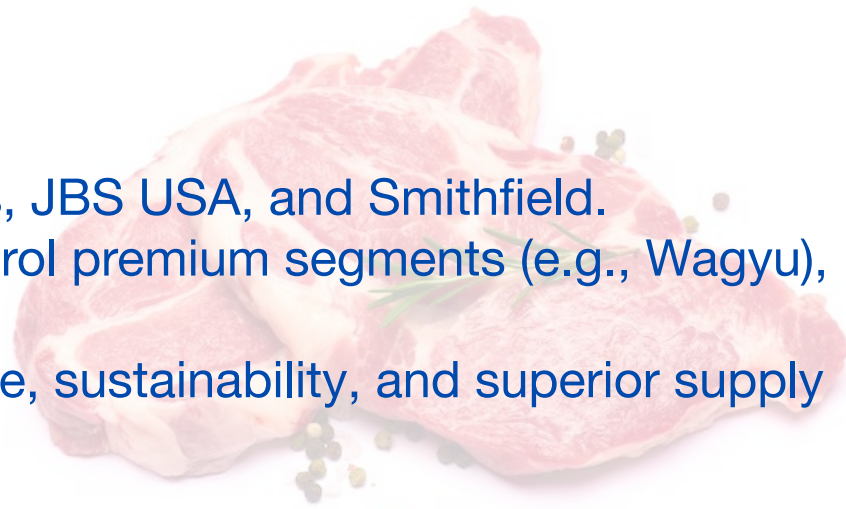 , JBS USA, and Smithfield.
rol premium segments (e.g., Wagyu),
e, sustainability, and superior supply